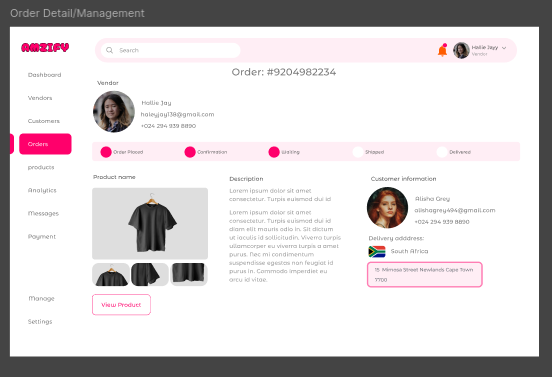 Order Detail/Management
AMZIFY
Search
Hallie Jayy
Vendor
Dashboard
Vendors
Customers
Orders
products
Analytics
Messages
Payment
Manage
Settings
Order: #9204982234
Vendor
Hallie Jay
haleyjay138@gmail.com
+024 294 939 8890
Order Placed
Confirmation
Waiting
Shipped
Delivered
Product name
View Product
Description
Lorem ipsum dolor sit amet
consectetur. Turpis euismod dui id
Lorem ipsum dolor sit amet
consectetur. Turpis euismod dui id
diam elit mauris odio in. Sit dictum
ut iaculis id sollicitudin. Viverra turpis
ullamcorper eu viverra turpis a amet
purus. Nec mi condimentum
suspendisse egestas non feugiat id
purus in. Commodo imperdiet eu
orcu id vitae.
Customer information
Alisha Grey
alishagrey494@gmail.com
+024 294 939 8890
Delivery adddress:
South Africa
15 Mimosa Street Newlands Cape Town
7700